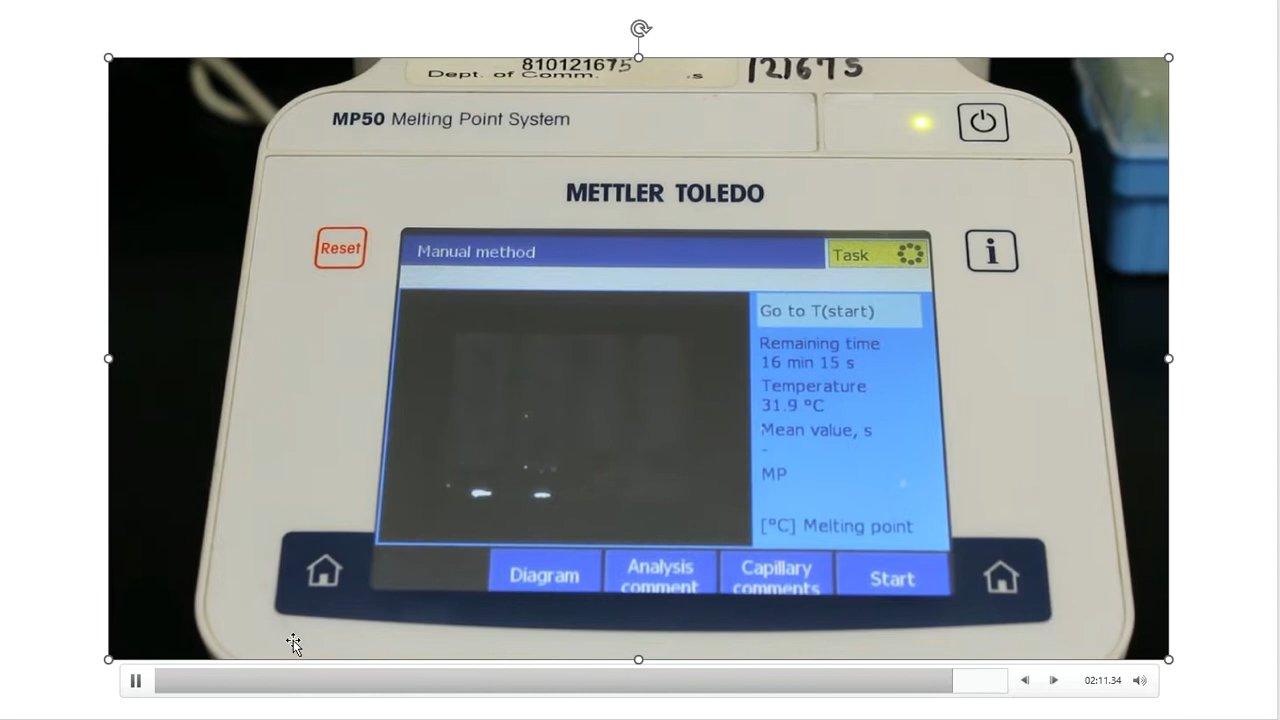 810121675
Dept. of Comm.
121675
MP50 Melting Point System
METTLER TOLEDO
Reset
i
Manual method
Task
Go to T(start)
Remaining time
16 min 15 s
Temperature
31.9 °C
Mean value, s
-
MP
[°C] Melting point
Diagram
Analysis comment
Capillary comments
Start
02:11.34